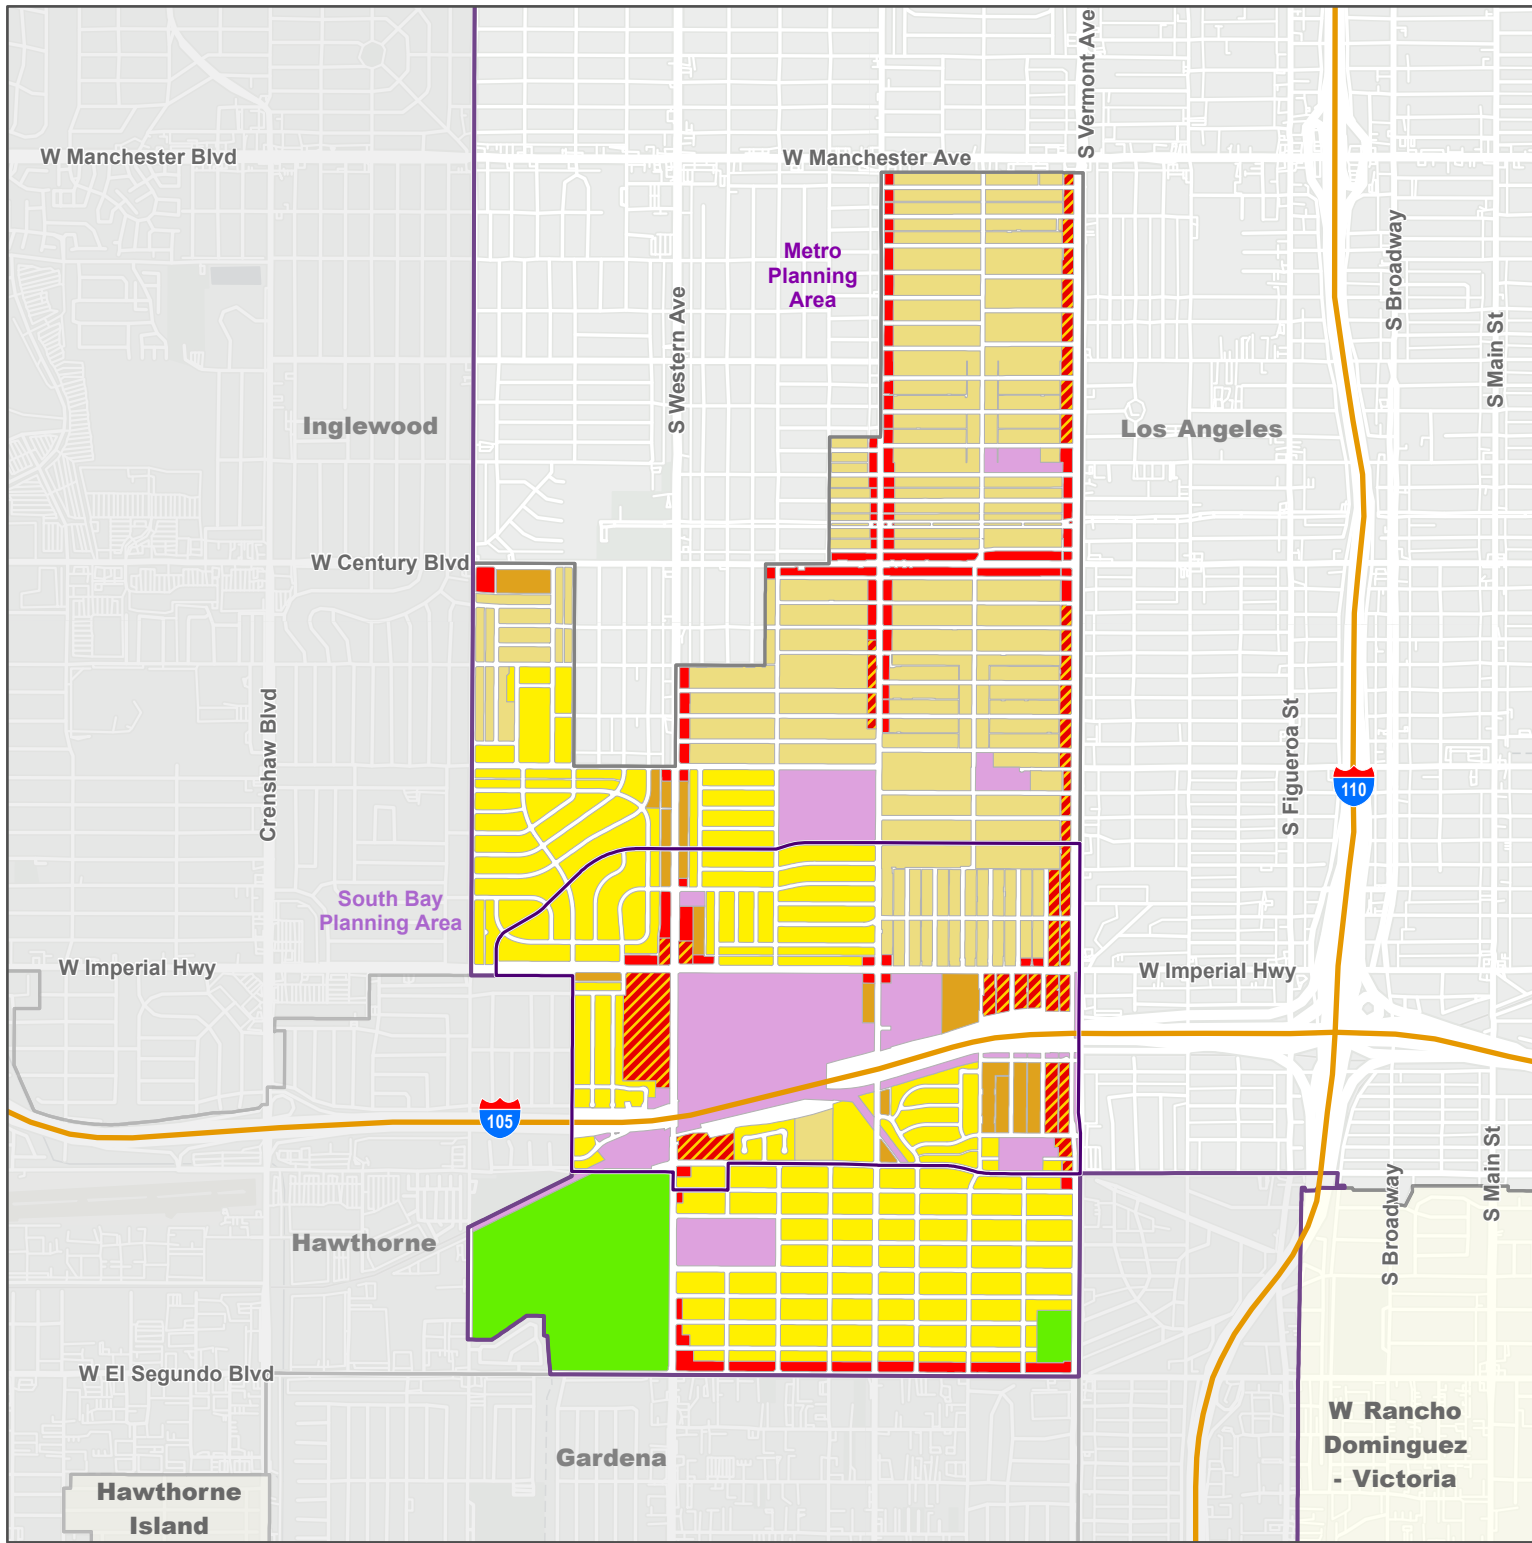 S Vermont Ave
W Manchester Blvd
W Manchester Ave
Metro
Planning
Area
S Western Ave
S Broadway
S Main St
Inglewood
Los Angeles
W Century Blvd
Crenshaw Blvd
S Figueroa St
110
South Bay
Planning Area
W Imperial Hwy
W Imperial Hwy
105
S Broadway
S Main St
Hawthorne
W El Segundo Blvd
Gardena
W Rancho
Dominguez
- Victoria
Hawthorne
Island